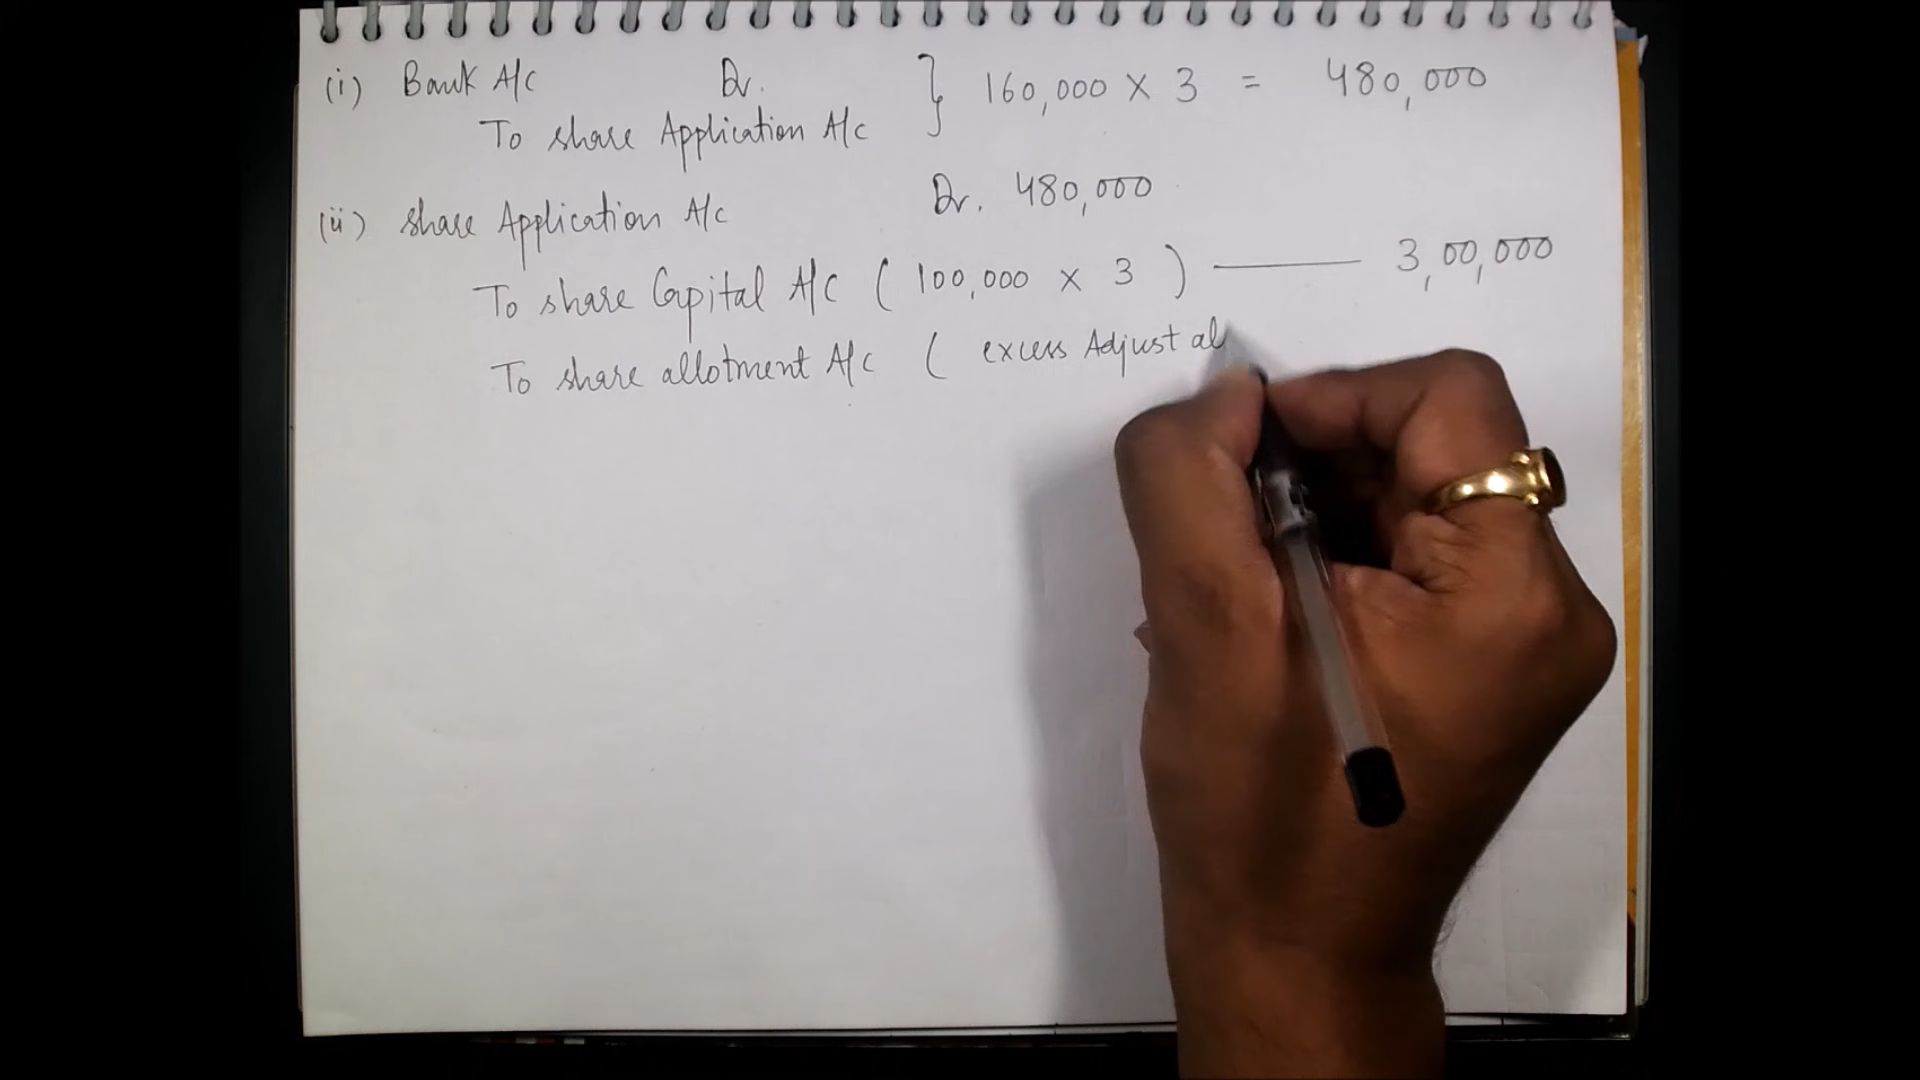 (i) Bank A/c Dr. } 160,000 × 3 = 480,000
To share Application A/c
(ii) share Application A/c Dr. 480,000
To share Capital A/c ( 100,000 × 3 ) —— 3,00,000
To share allotment A/c ( excess Adjust al